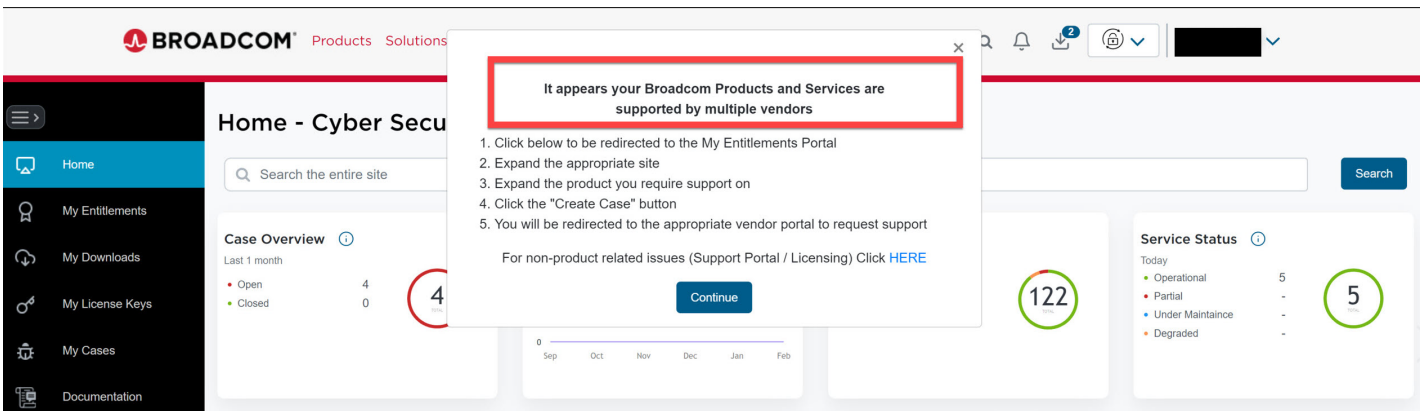 BROADCOM®
Products Solutions
2
It appears your Broadcom Products and Services are
supported by multiple vendors
1. Click below to be redirected to the My Entitlements Portal
2. Expand the appropriate site
3. Expand the product you require support on
4. Click the "Create Case" button
5. You will be redirected to the appropriate vendor portal to request support
For non-product related issues (Support Portal / Licensing) Click HERE
Continue
Home
My Entitlements
My Downloads
My License Keys
My Cases
Documentation
Home - Cyber Secu
Search the entire site
Search
Case Overview
Last 1 month
Open 4
Closed 0
4
0
Sep Oct Nov Dec Jan Feb
122
TOTAL
Service Status
Today
Operational 5
Partial -
Under Maintaince -
Degraded -
5
TOTAL